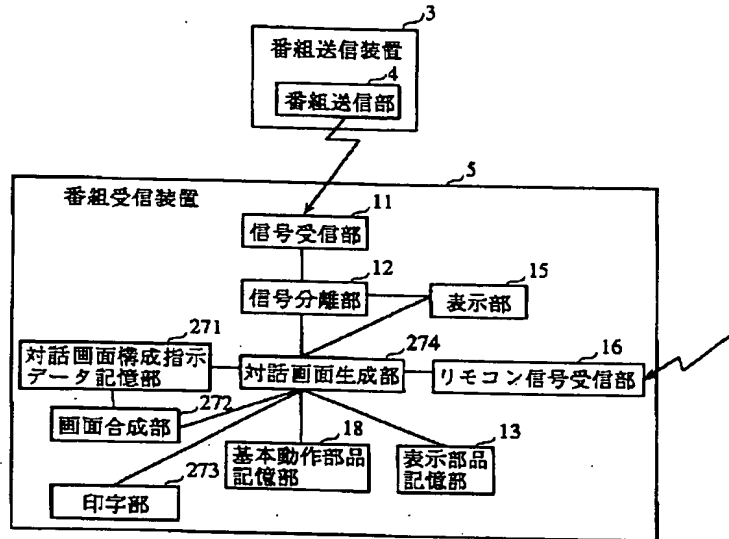 3
番組送信装置
4
番組送信部
5
番組受信装置
11
信号受信部
12
信号分離部
15
表示部
271
対話画面構成指示
データ記憶部
274
対話画面生成部
16
リモコン信号受信部
272
画面合成部
18
基本動作部品
記憶部
13
表示部品
記憶部
273
印字部